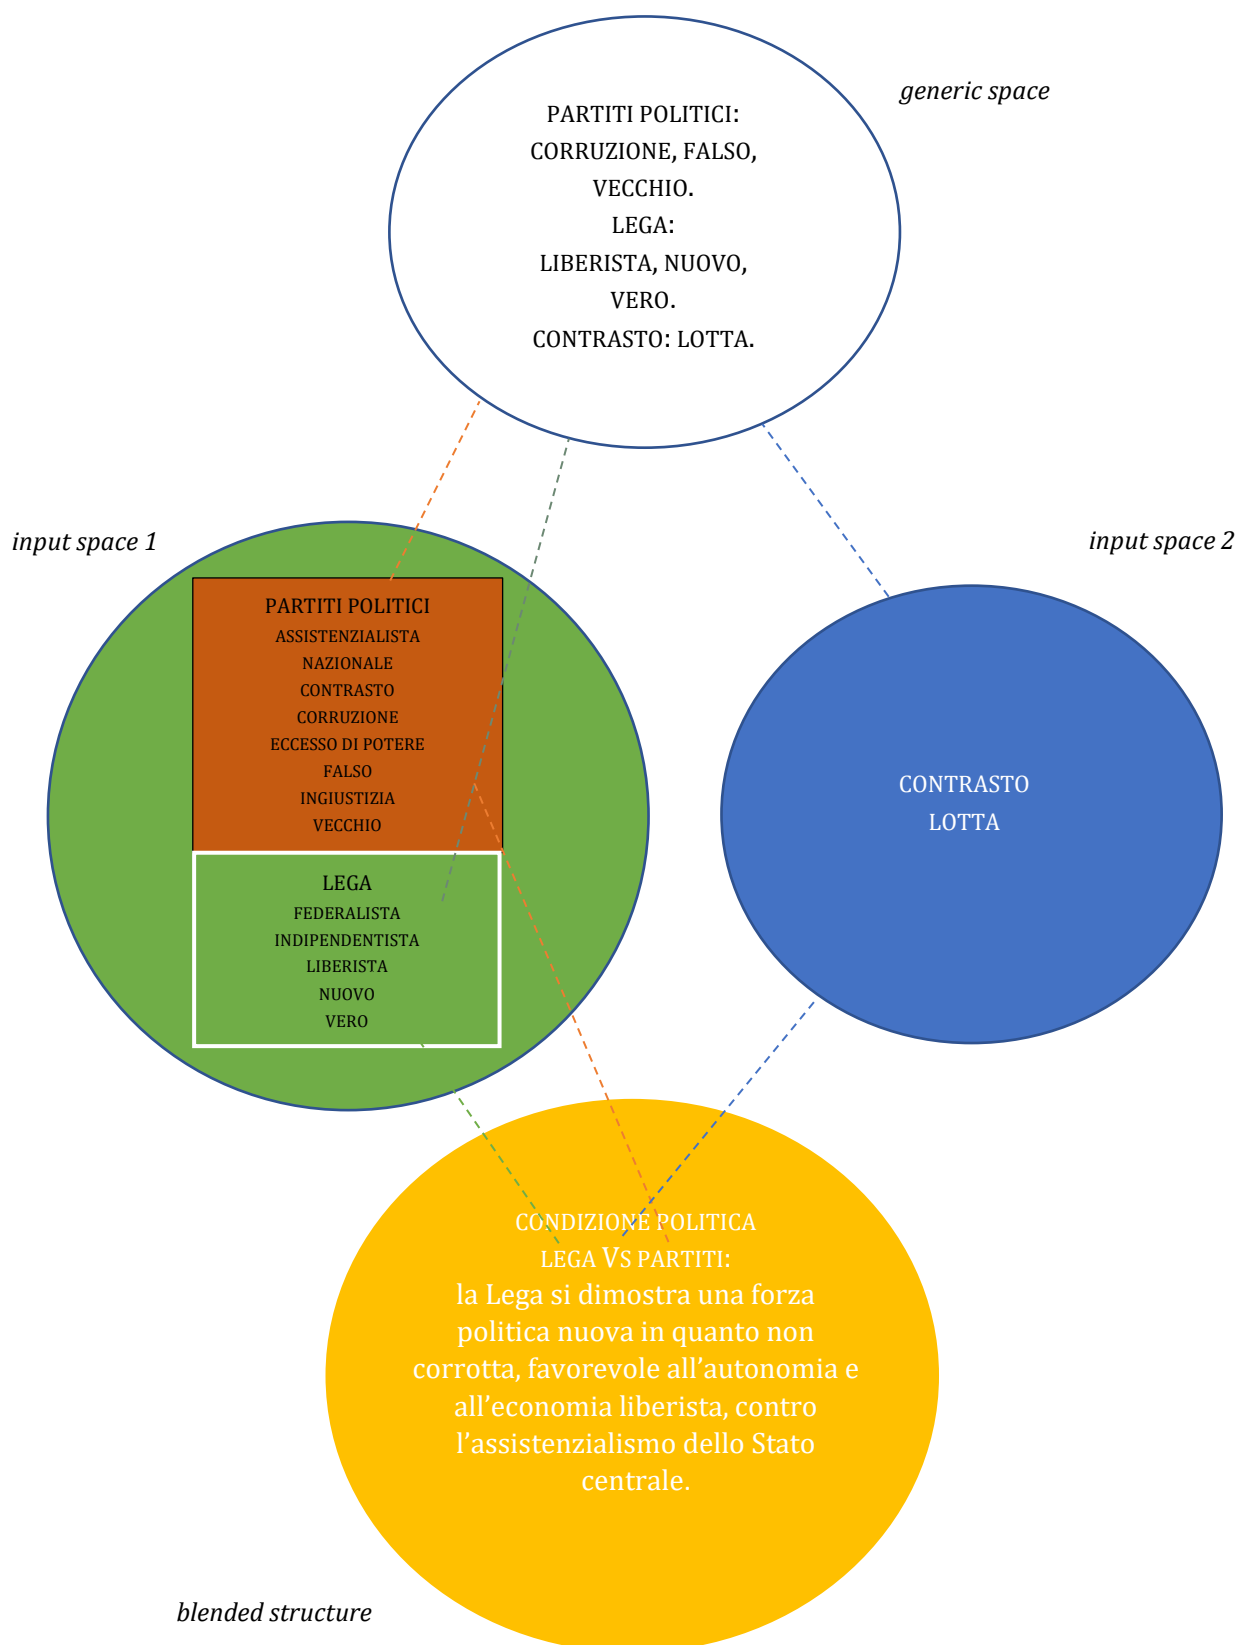 generic space
PARTITI POLITICI:
CORRUZIONE, FALSO,
VECCHIO.
LEGA:
LIBERISTA, NUOVO,
VERO.
CONTRASTO: LOTTA.
input space 1
input space 2
PARTITI POLITICI
ASSISTENZIALISTA
NAZIONALE
CONTRASTO
CORRUZIONE
ECCESSO DI POTERE
FALSO
INGIUSTIZIA
VECCHIO
LEGA
FEDERALISTA
INDIPENDENTISTA
LIBERISTA
NUOVO
VERO
CONTRASTO
LOTTA
CONDIZIONE POLITICA
LEGA VS PARTITI:
la Lega si dimostra una forza
politica nuova in quanto non
corrotta, favorevole all’autonomia e
all’economia liberista, contro
l’assistenzialismo dello Stato
centrale.
blended structure